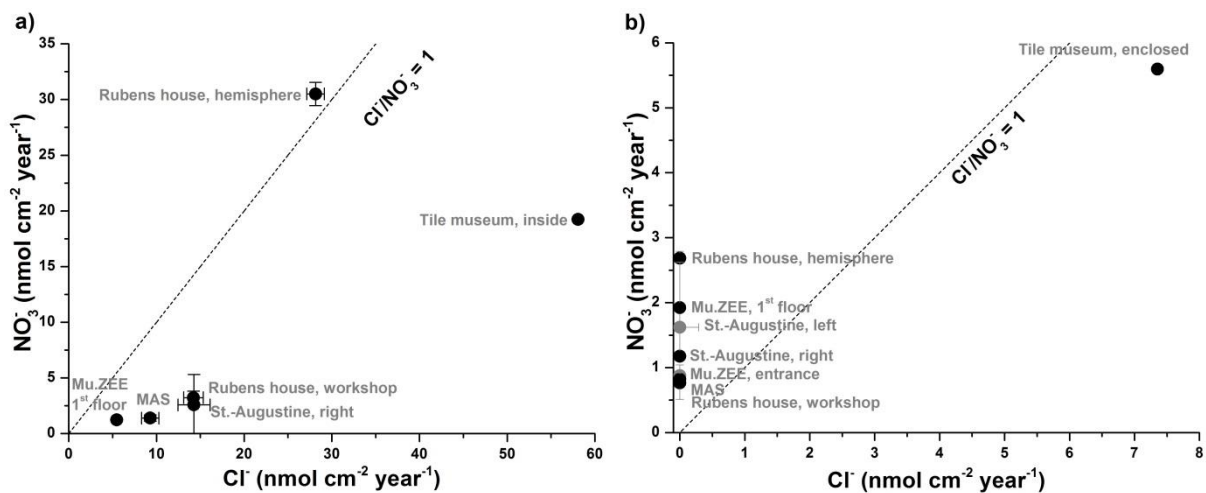 a)
NO₃⁻ (nmol cm⁻² year⁻¹)
35
30
25
20
15
10
5
0
Rubens house, hemisphere
Cl⁻/NO₃⁻ = 1
Tile museum, inside
Mu.ZEE
1ˢᵗ floor
MAS
Rubens house, workshop
St.-Augustine, right
0 10 20 30 40 50 60
Cl⁻ (nmol cm⁻² year⁻¹)
b)
NO₃⁻ (nmol cm⁻² year⁻¹)
6
5
4
3
2
1
0
Tile museum, enclosed
Cl⁻/NO₃⁻ = 1
Rubens house, hemisphere
Mu.ZEE, 1ˢᵗ floor
St.-Augustine, left
St.-Augustine, right
Mu.ZEE, entrance
MAS
Rubens house, workshop
0 1 2 3 4 5 6 7 8
Cl⁻ (nmol cm⁻² year⁻¹)